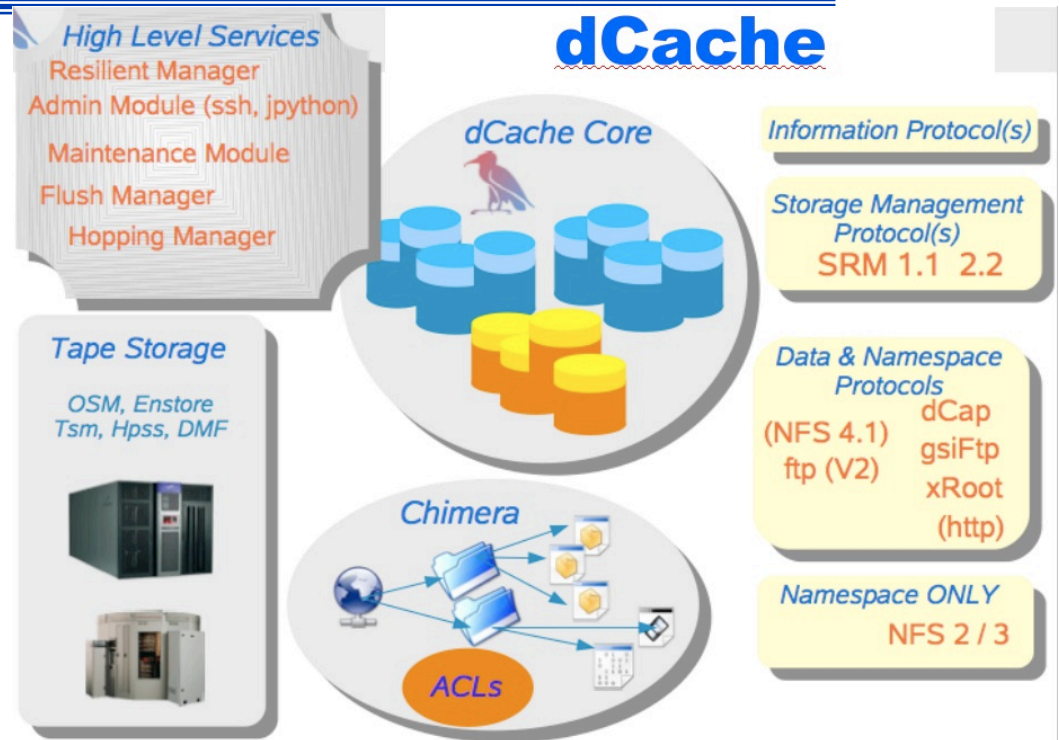 dCache
High Level Services
Resilient Manager
Admin Module (ssh, jpython)
Maintenance Module
Flush Manager
Hopping Manager
dCache Core
Information Protocol(s)
Storage Management
Protocol(s)
SRM 1.1 2.2
Tape Storage
OSM, Enstore
Tsm, Hpss, DMF
Data & Namespace
Protocols
(NFS 4.1)
ftp (V2)
dCap
gsiFtp
xRoot
(http)
Chimera
ACLs
Namespace ONLY
NFS 2 / 3